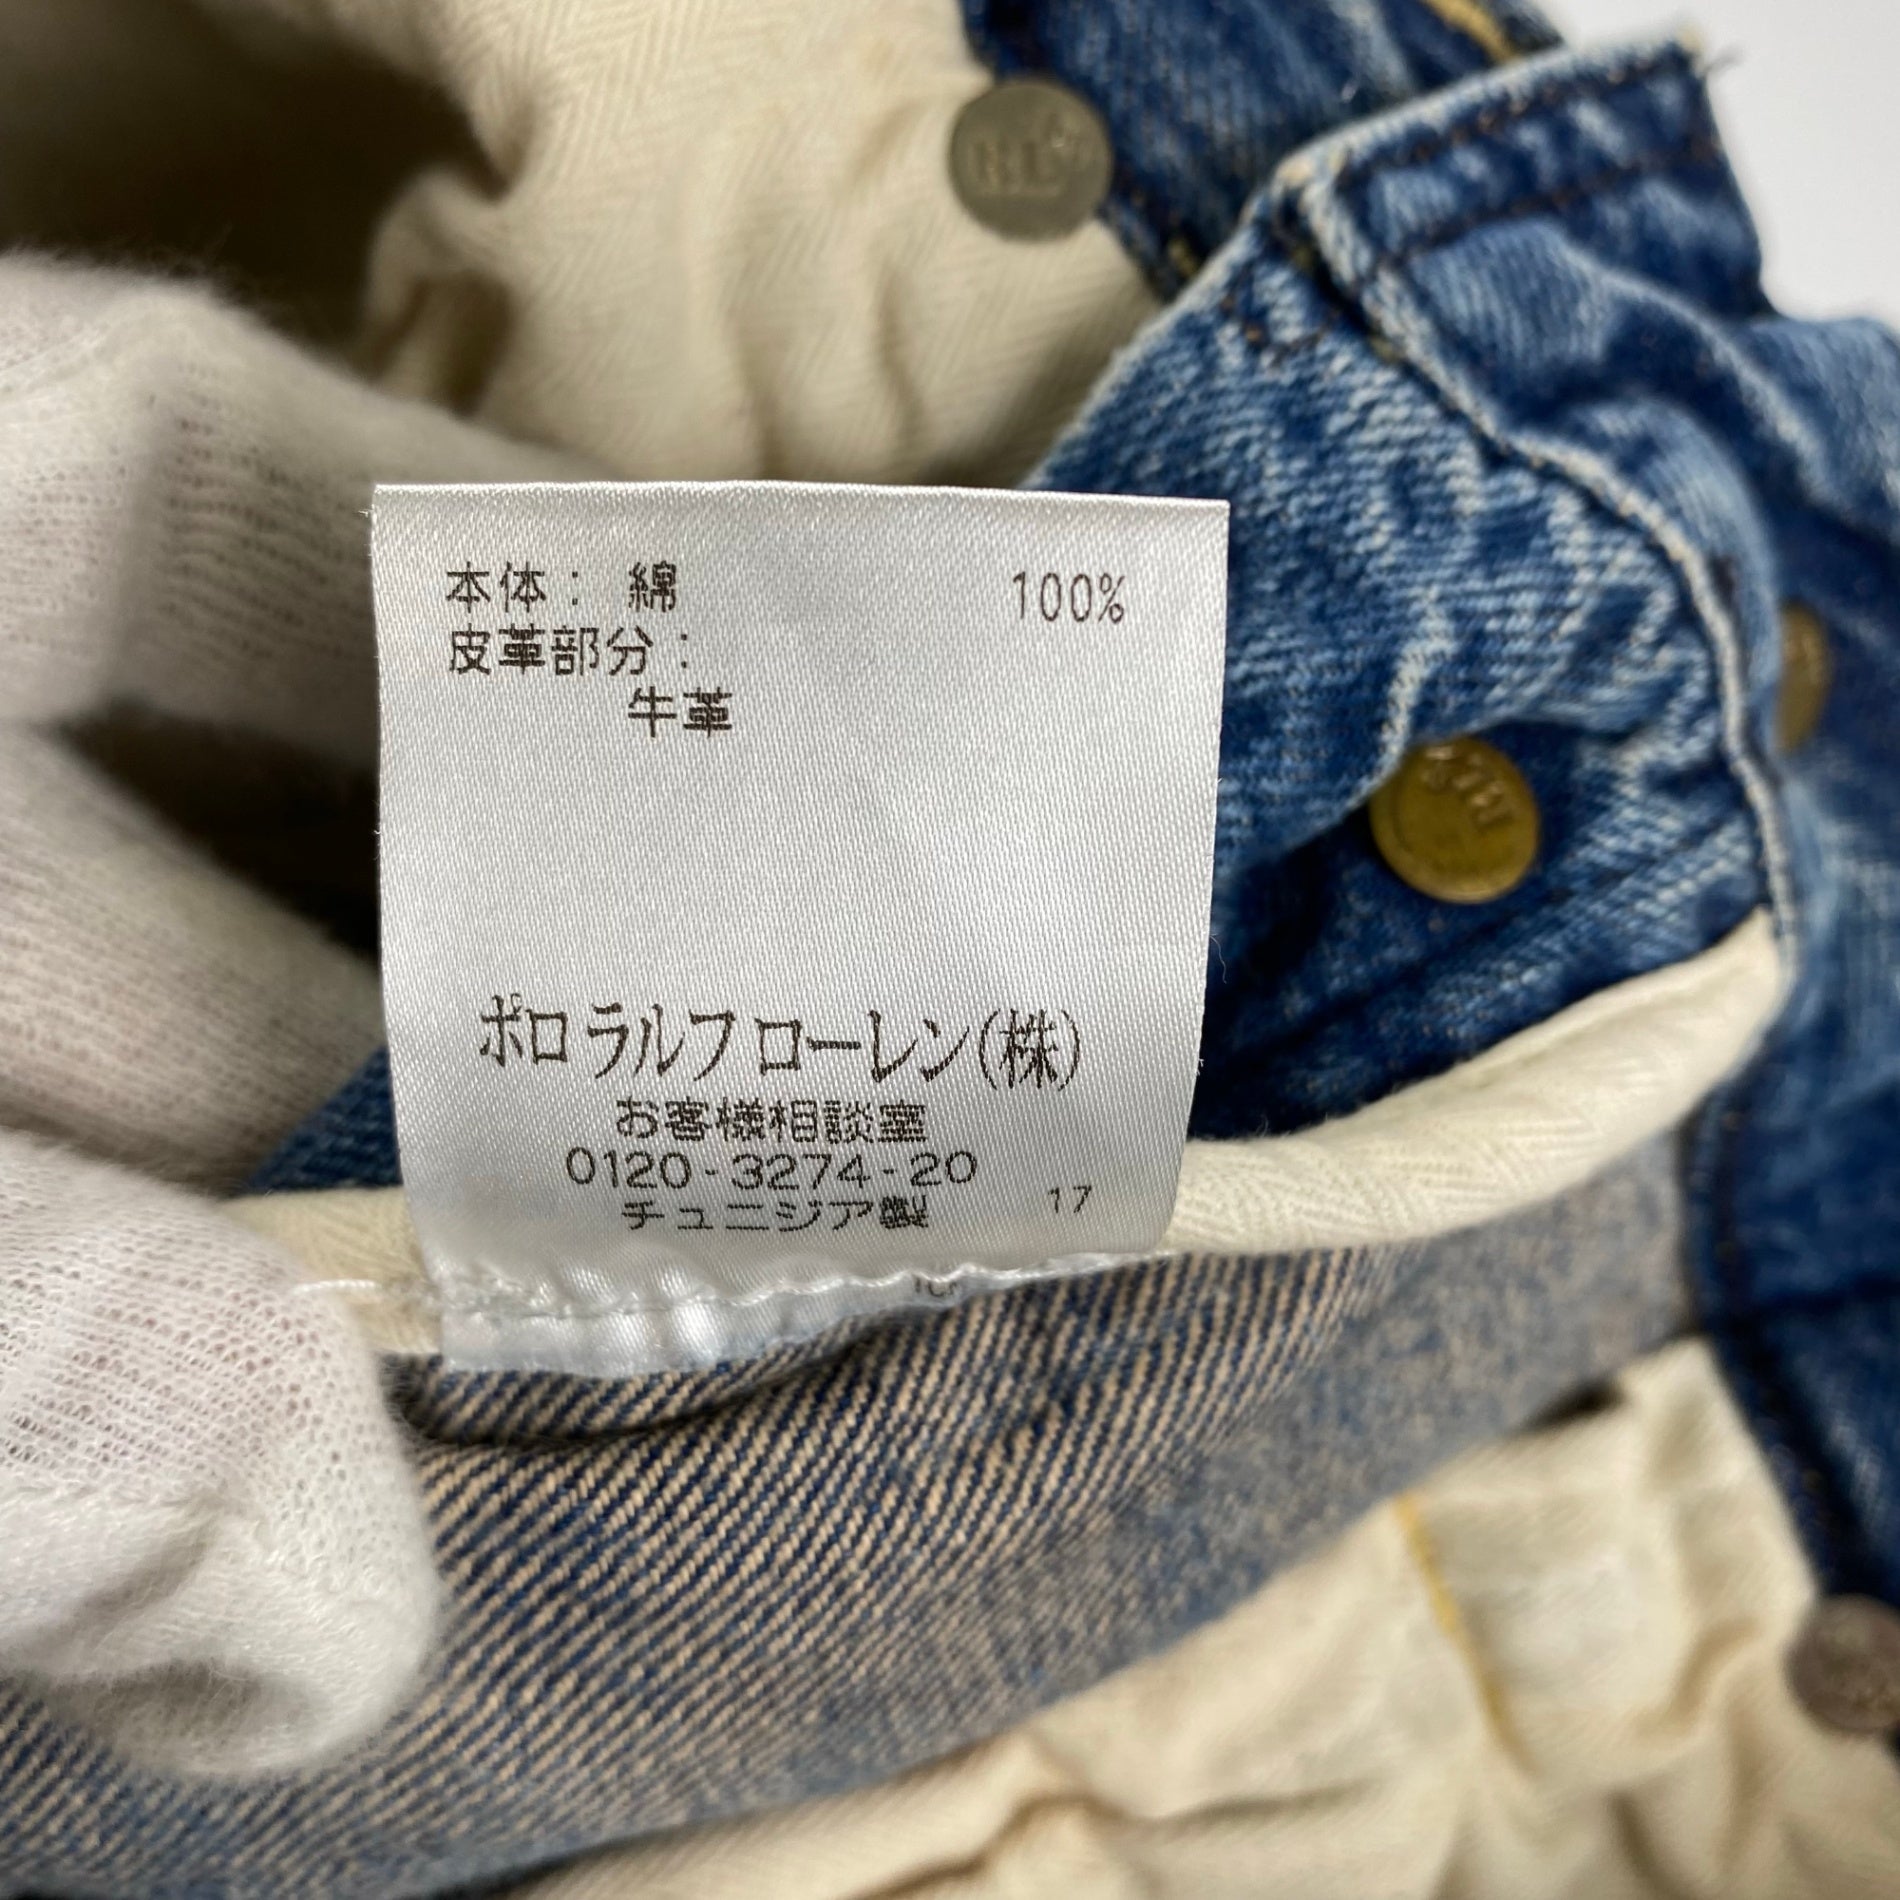 本体： 綿 100%
皮革部分：
牛革
ポロ ラルフ ローレン(株)
お客様相談室
0120-3274-20
チュニジア製 17